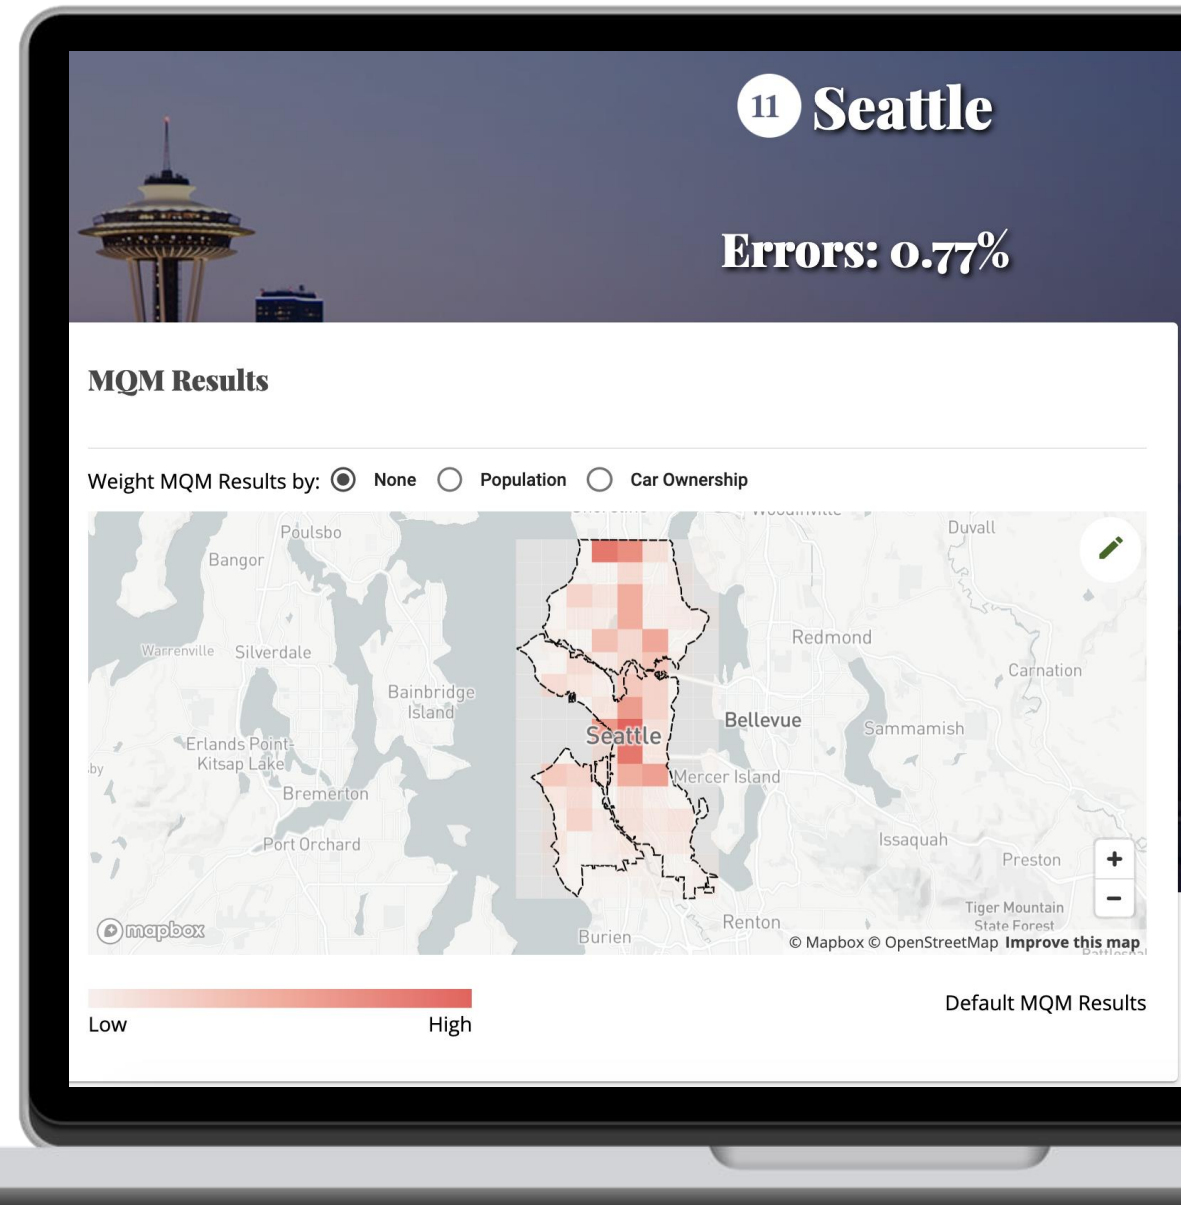 11 Seattle
Errors: 0.77%
MQM Results
Weight MQM Results by: None Population Car Ownership
Duvall
Poulsbo
Bangor
Redmond
Warrenville
Silverdale
Carnation
Bainbridge
Island
Bellevue
Sammamish
Seattle
Erlands Point-
Kitsap Lake
Mercer Island
Bremerton
Issaquah
Port Orchard
Preston
+
−
Tiger Mountain
State Forest
Renton
mapbox
Burien
© Mapbox © OpenStreetMap Improve this map
Default MQM Results
Low High